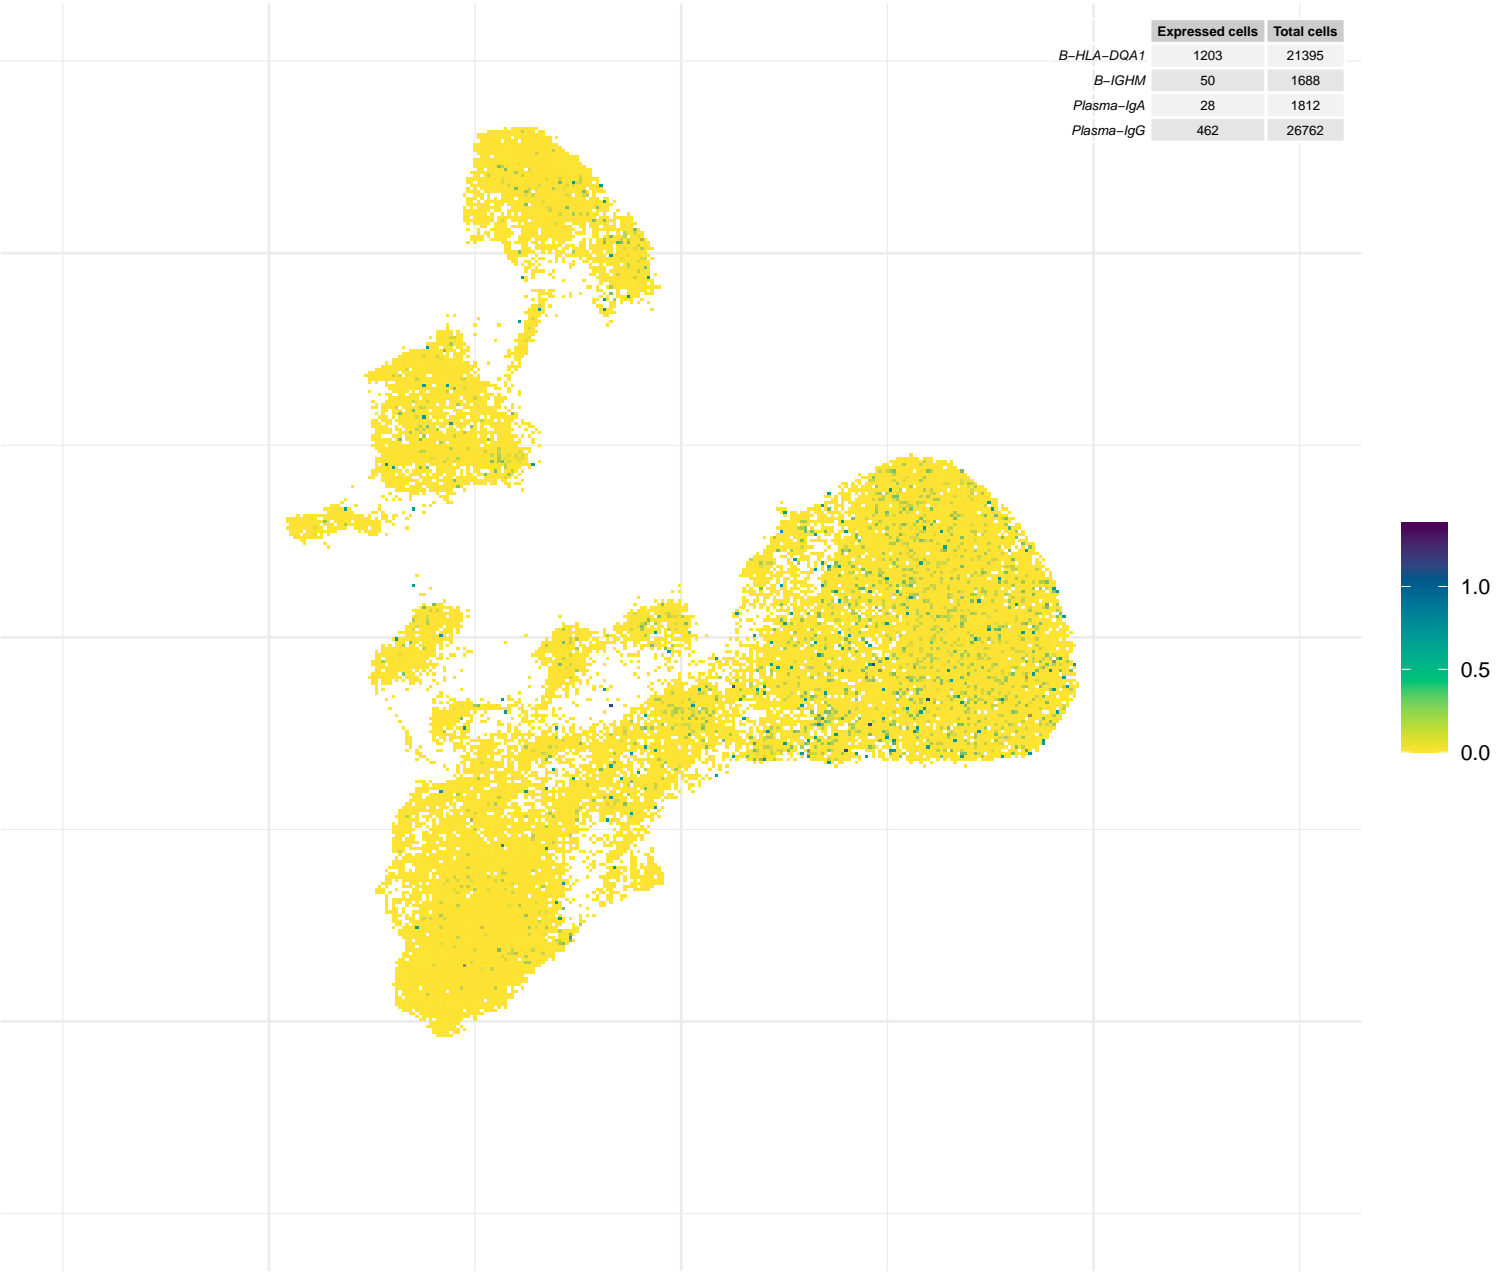 Expressed cells Total cells
B−HLA−DQA1 1203 21395
B−IGHM 50 1688
Plasma−IgA 28 1812
Plasma−IgG 462 26762
1.0
0.5
0.0